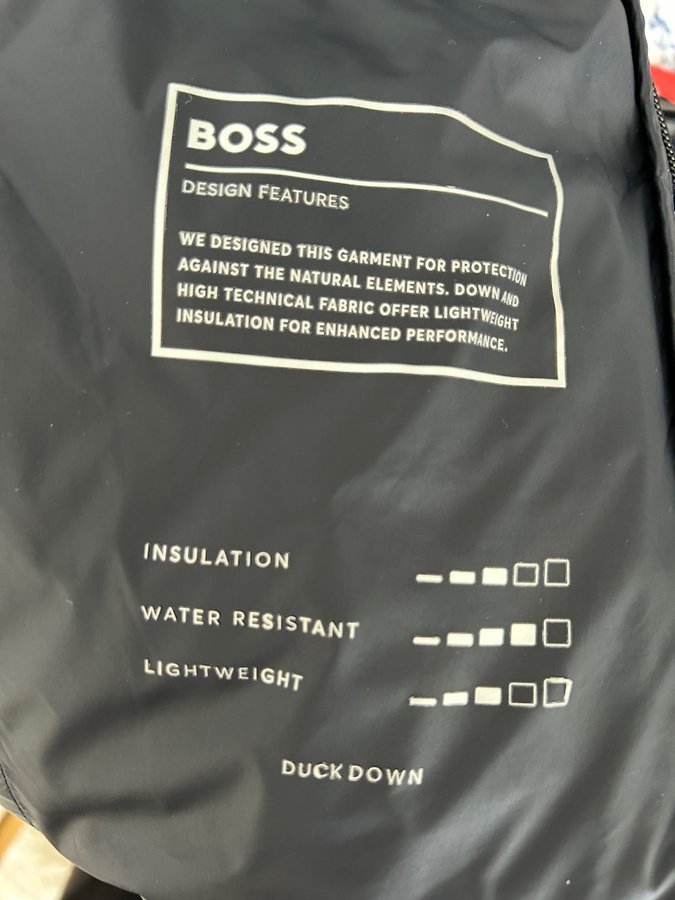 BOSS
DESIGN FEATURES
WE DESIGNED THIS GARMENT FOR PROTECTION
AGAINST THE NATURAL ELEMENTS. DOWN AND
HIGH TECHNICAL FABRIC OFFER LIGHTWEIGHT
INSULATION FOR ENHANCED PERFORMANCE.
INSULATION
WATER RESISTANT
LIGHTWEIGHT
DUCK DOWN